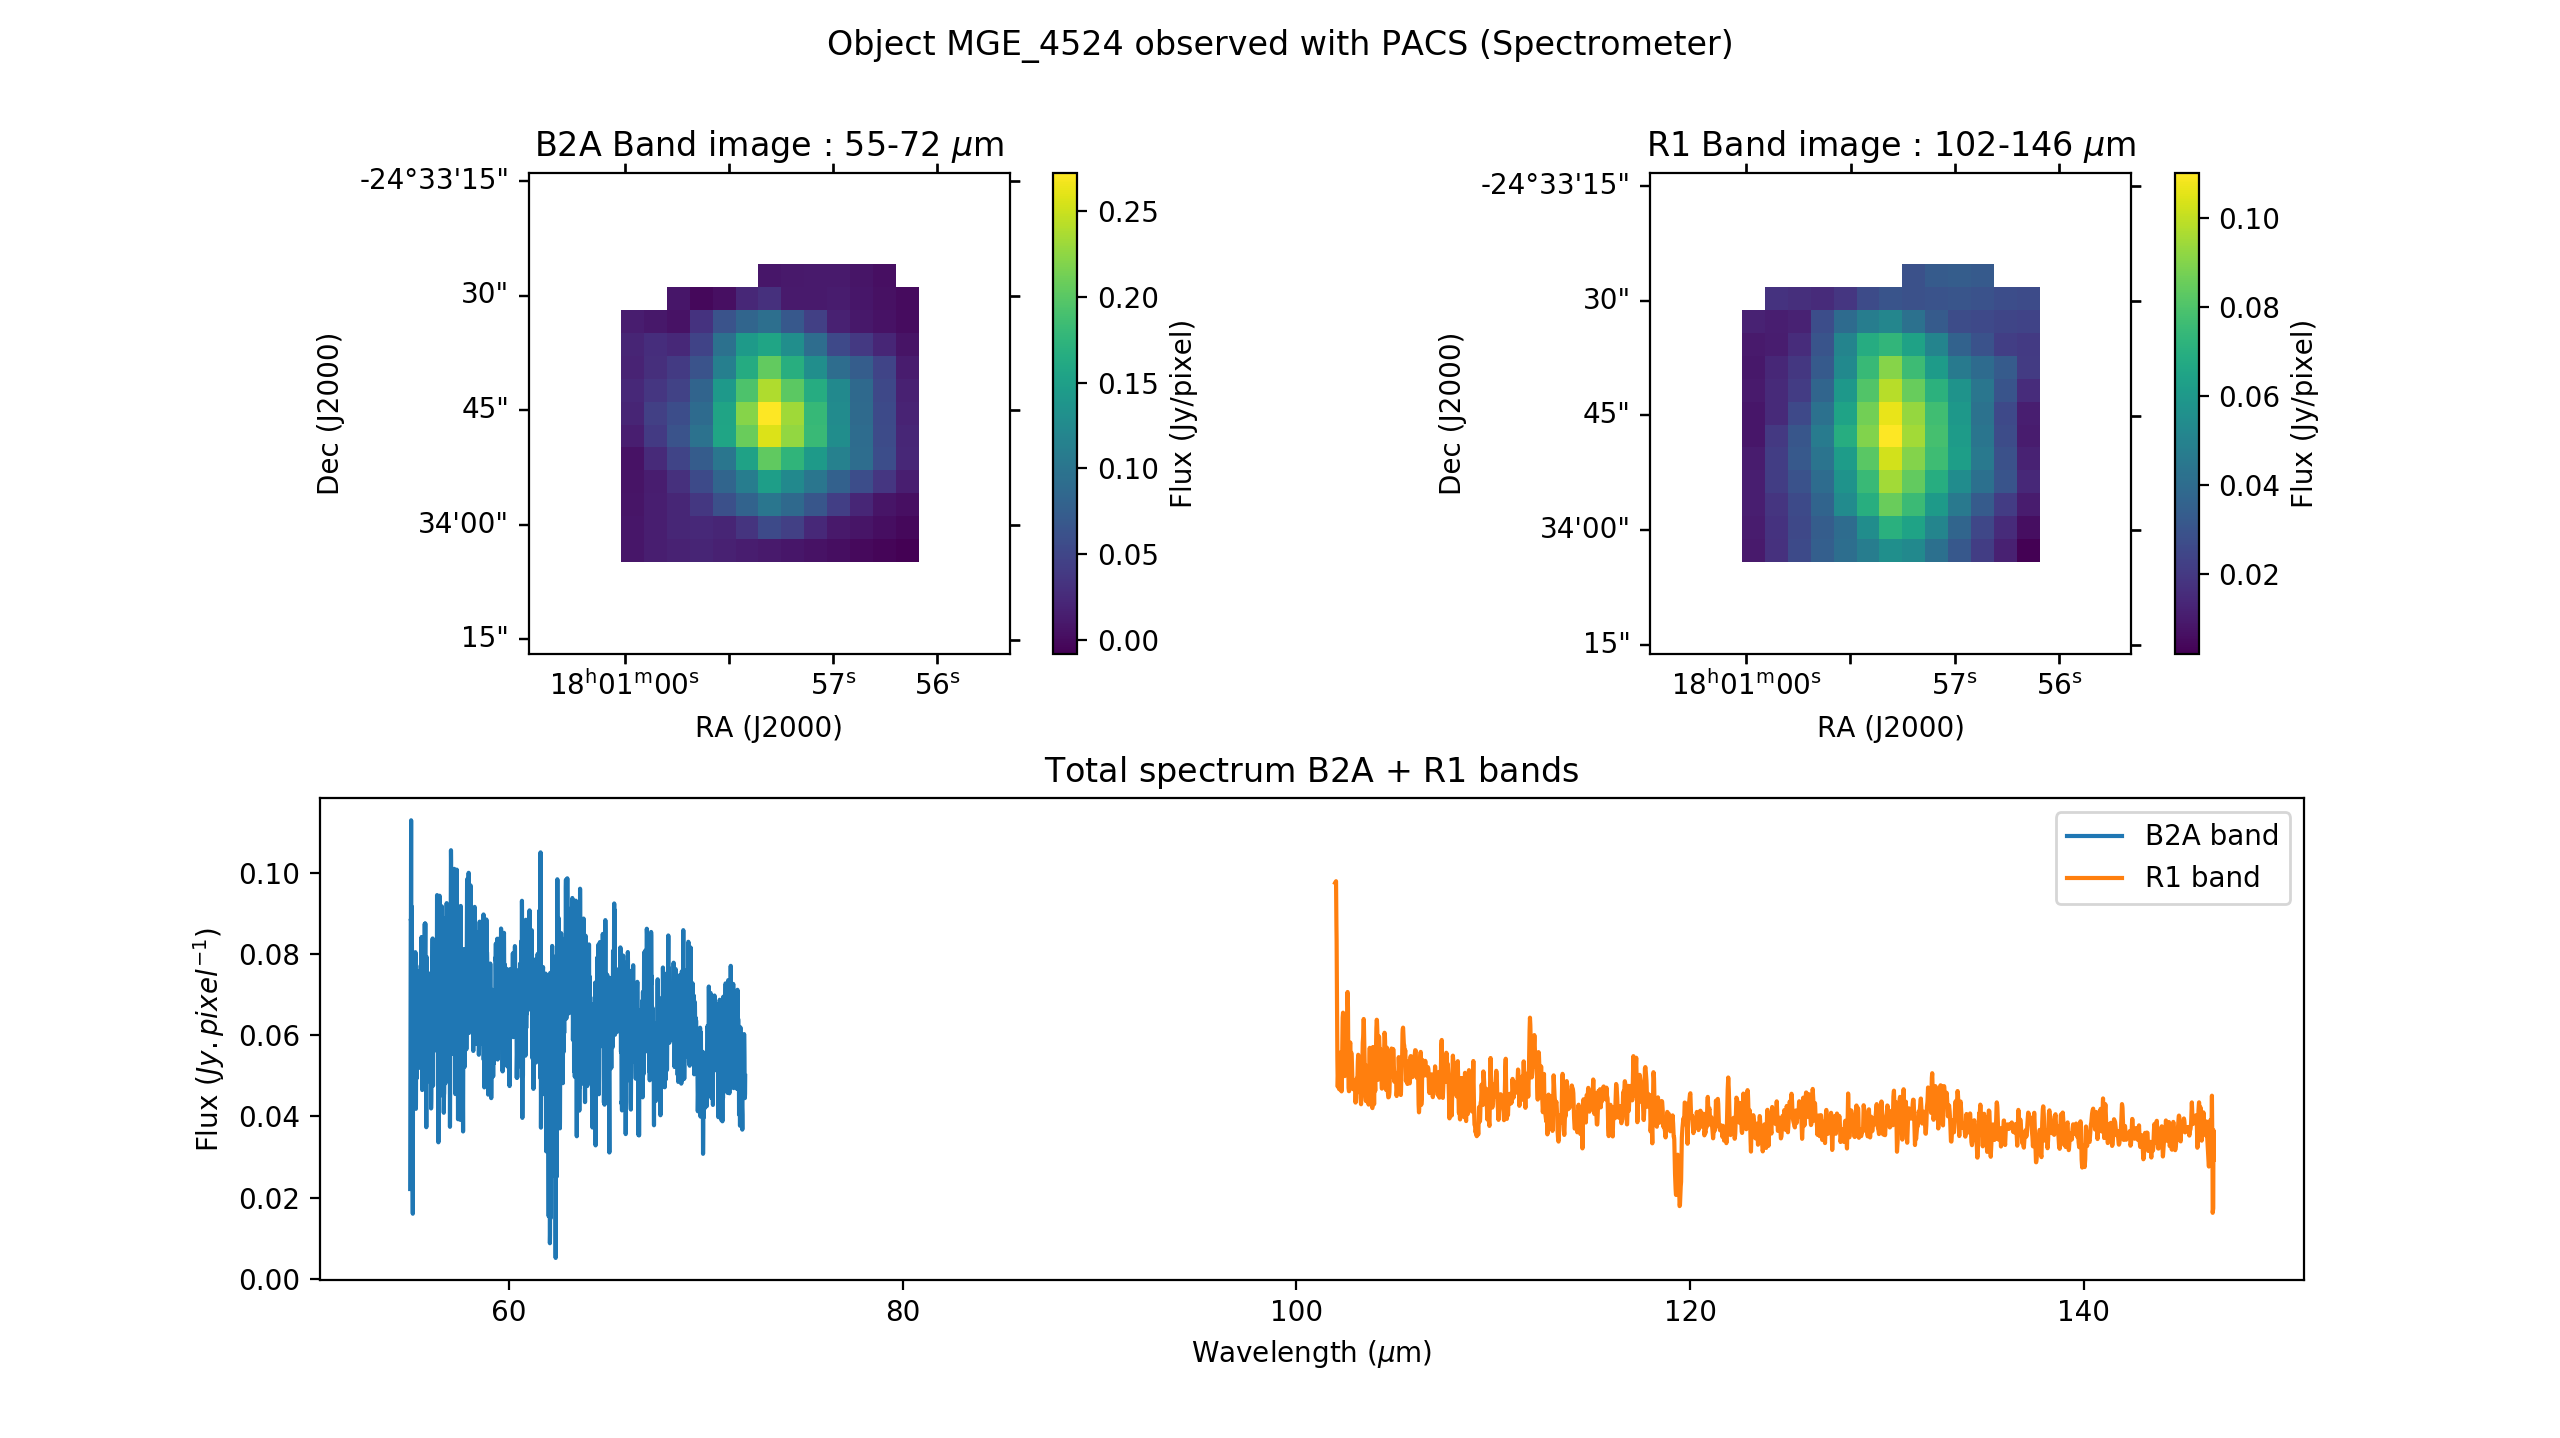 Object MGE_4524 observed with PACS (Spectrometer)
B2A Band image : 55-72 μm
-24°33'15"
30"
45"
34'00"
15"
Dec (J2000)
18ʰ01ᵐ00ˢ 57ˢ 56ˢ
RA (J2000)
0.25
0.20
0.15
0.10
0.05
0.00
Flux (Jy/pixel)
R1 Band image : 102-146 μm
-24°33'15"
30"
45"
34'00"
15"
Dec (J2000)
18ʰ01ᵐ00ˢ 57ˢ 56ˢ
RA (J2000)
0.10
0.08
0.06
0.04
0.02
Flux (Jy/pixel)
Total spectrum B2A + R1 bands
B2A band
R1 band
0.10
0.08
0.06
0.04
0.02
0.00
Flux (Jy.pixel⁻¹)
60 80 100 120 140
Wavelength (μm)